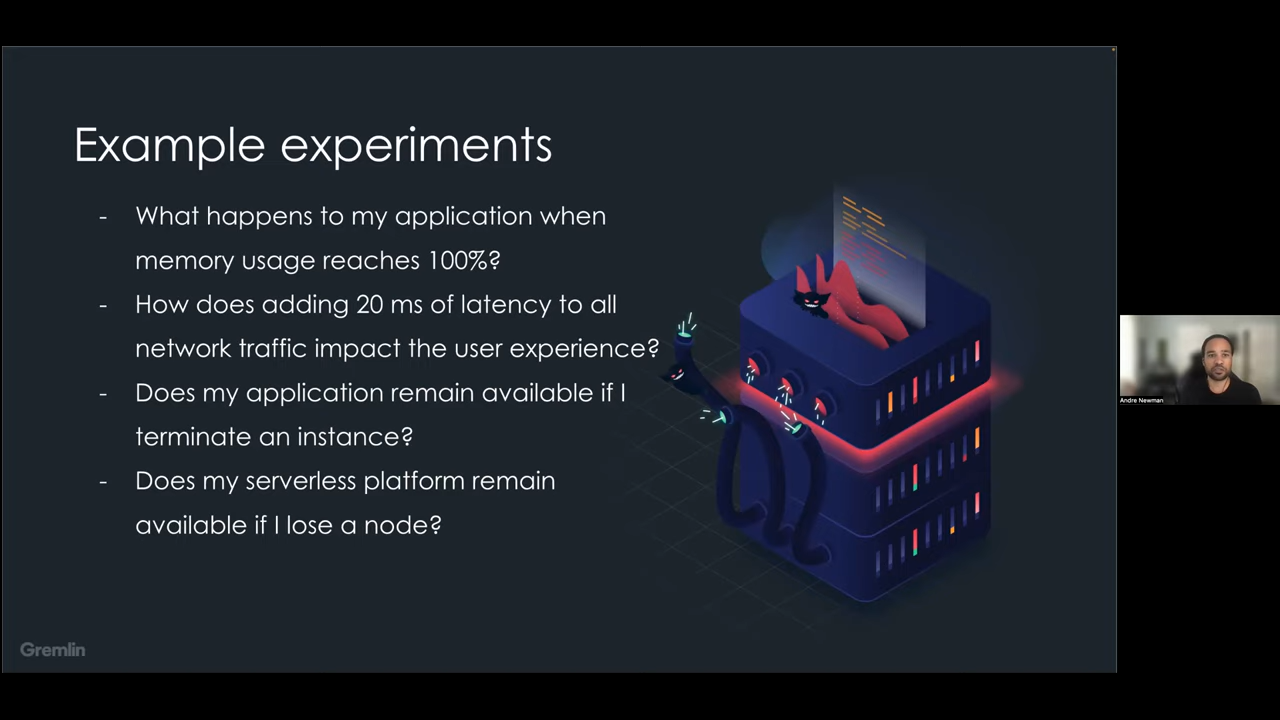 Example experiments
- What happens to my application when
memory usage reaches 100%?
- How does adding 20 ms of latency to all
network traffic impact the user experience?
- Does my application remain available if I
terminate an instance?
- Does my serverless platform remain
available if I lose a node?
Gremlin
Andre Newman